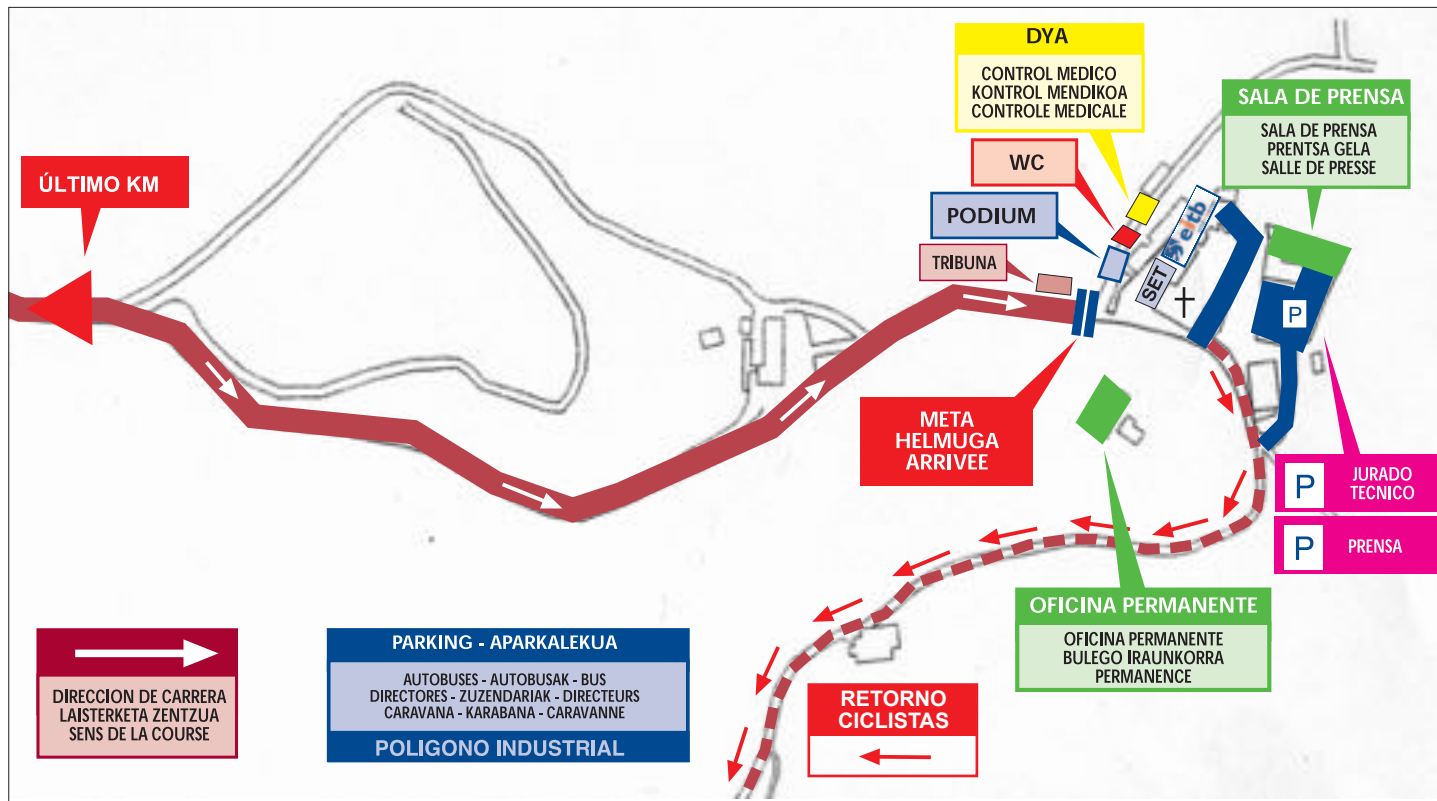 DYA
CONTROL MEDICO
KONTROL MENDIKOA
CONTROLE MEDICALE
SALA DE PRENSA
SALA DE PRENSA
PRENTSA GELA
SALLE DE PRESSE
ÚLTIMO KM
WC
PODIUM
TRIBUNA
eitb
SET
P
META
HELMUGA
ARRIVEE
P JURADO
TECNICO
P PRENSA
OFICINA PERMANENTE
OFICINA PERMANENTE
BULEGO IRAUNKORRA
PERMANENCE
DIRECCION DE CARRERA
LAISTERKETA ZENTZUA
SENS DE LA COURSE
PARKING - APARKALEKUA
AUTOBUSES - AUTOBUSAK - BUS
DIRECTORES - ZUZENDARIAK - DIRECTEURS
CARAVANA - KARABANA - CARAVANNE
POLIGONO INDUSTRIAL
RETORNO
CICLISTAS